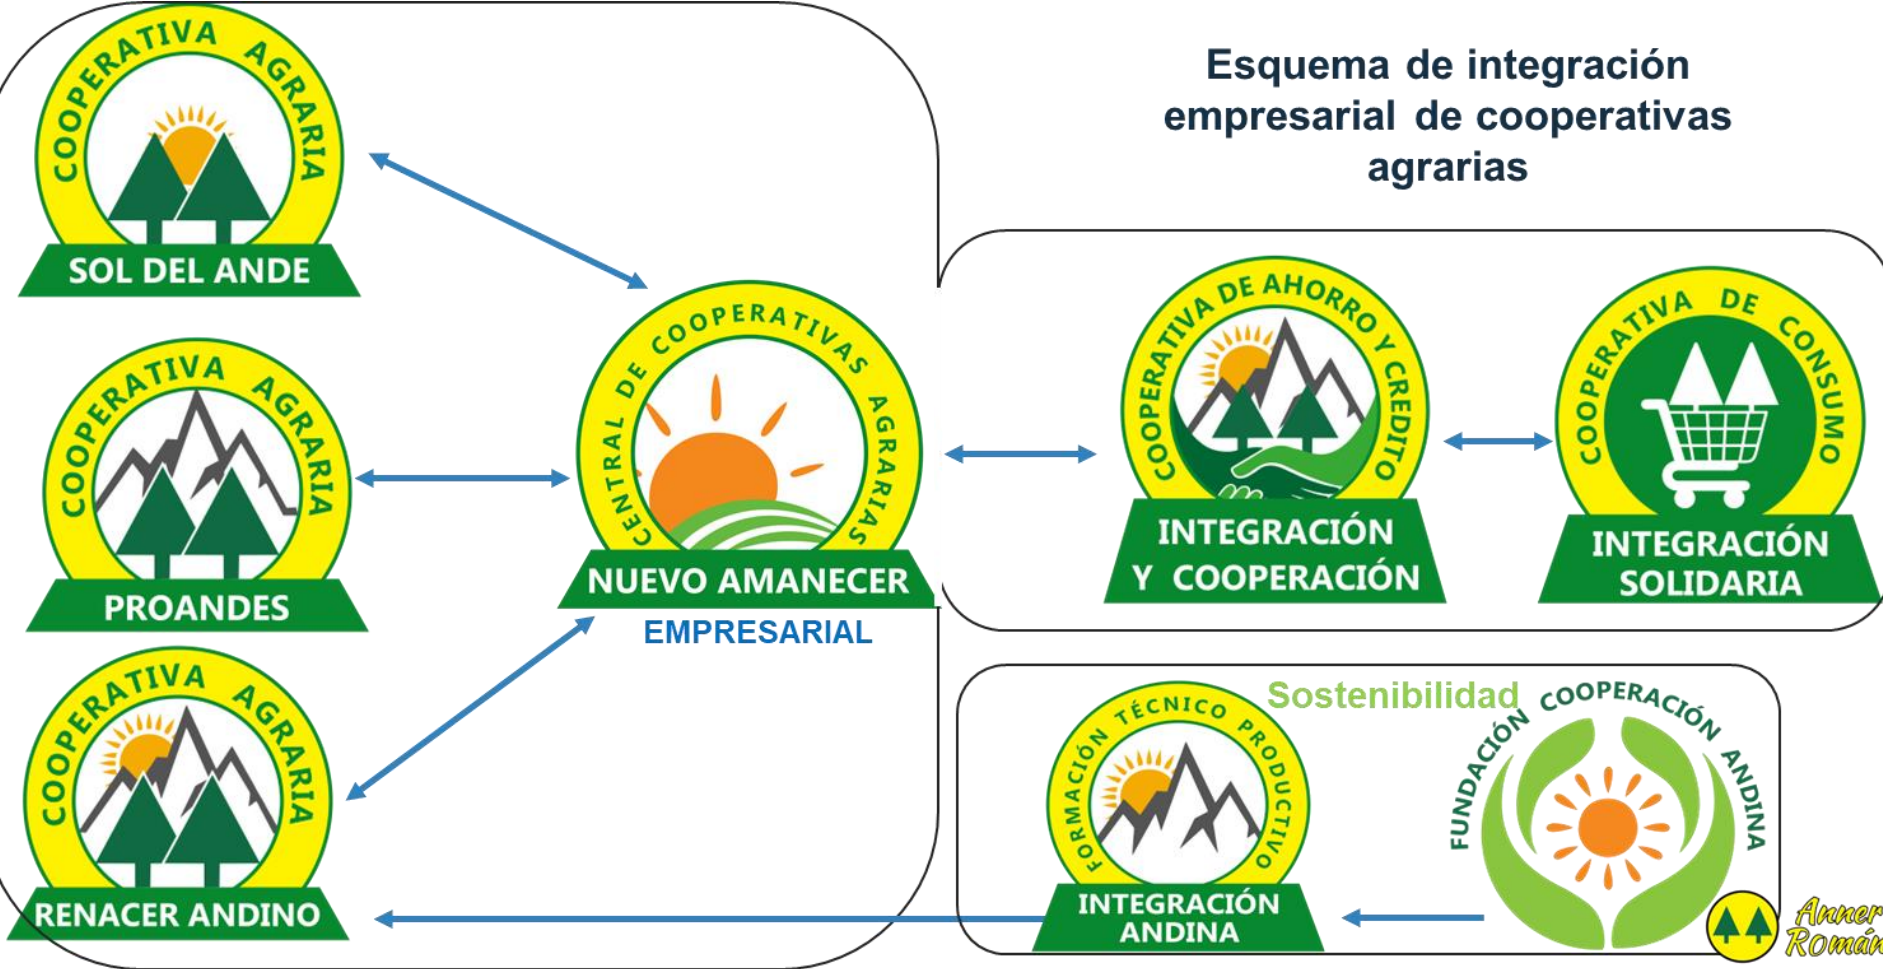 Esquema de integración
empresarial de cooperativas
agrarias
COOPERATIVA AGRARIA
SOL DEL ANDE
COOPERATIVA AGRARIA
PROANDES
COOPERATIVA AGRARIA
RENACER ANDINO
CENTRAL DE COOPERATIVAS AGRARIAS
NUEVO AMANECER
EMPRESARIAL
COOPERATIVA DE AHORRO Y CREDITO
INTEGRACIÓN
Y COOPERACIÓN
COOPERATIVA DE CONSUMO
INTEGRACIÓN
SOLIDARIA
Sostenibilidad
FORMACIÓN TÉCNICO PRODUCTIVO
INTEGRACIÓN
ANDINA
FUNDACIÓN COOPERACIÓN ANDINA
Anner
Román